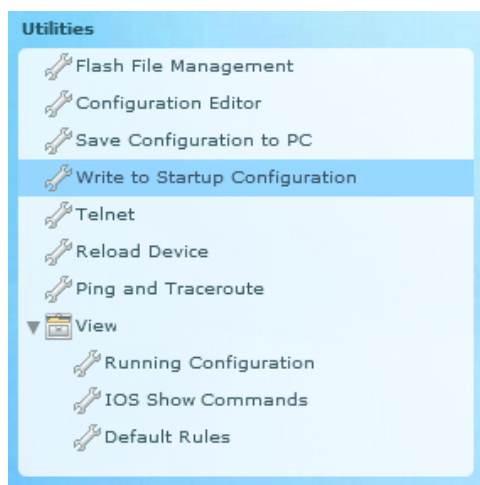 Utilities
Flash File Management
Configuration Editor
Save Configuration to PC
Write to Startup Configuration
Telnet
Reload Device
Ping and Traceroute
View
Running Configuration
IOS Show Commands
Default Rules